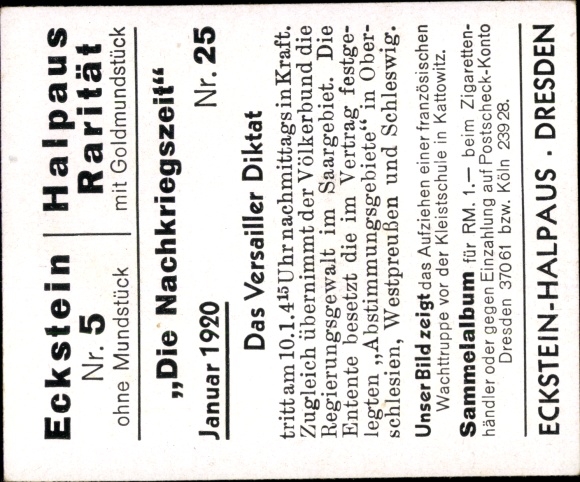 Eckstein
Nr. 5
ohne Mundstück
Halpaus
Rarität
mit Goldmundstück
„Die Nachkriegszeit“
Januar 1920 Nr. 25
Das Versailler Diktat
tritt am 10.1. 4¹⁵ Uhr nachmittags in Kraft.
Zugleich übernimmt der Völkerbund die
Regierungsgewalt im Saargebiet. Die
Entente besetzt die im Vertrag festge-
legten „Abstimmungsgebiete“ in Ober-
schlesien, Westpreußen und Schleswig.
Unser Bild zeigt das Aufziehen einer französischen
Wachttruppe vor der Kleistschule in Kattowitz.
Sammelalbum für RM. 1.— beim Zigaretten-
händler oder gegen Einzahlung auf Postscheck-Konto
Dresden 37061 bzw. Köln 23928.
ECKSTEIN-HALPAUS · DRESDEN